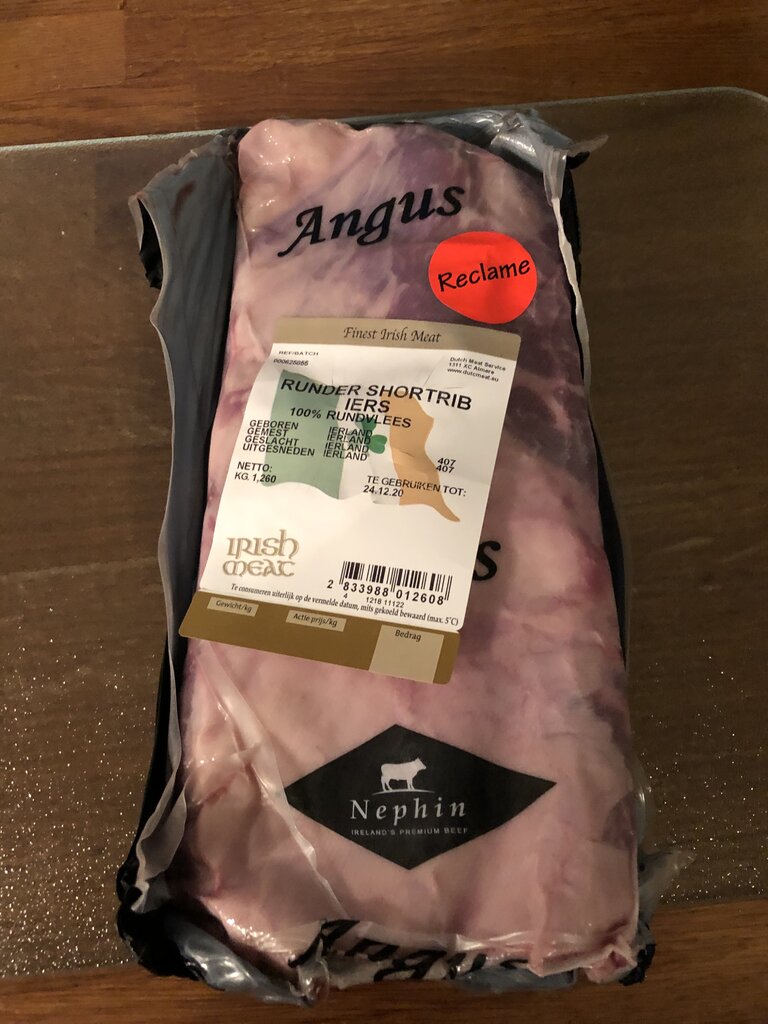 Angus
Reclame
Finest Irish Meat
REF/BATCH
000625055
Dutch Meat Service
1311 XC Almere
www.dutcmeat.eu
RUNDER SHORTRIB
IERS
100% RUNDVLEES
GEBOREN IERLAND
GEMEST IERLAND
GESLACHT IERLAND 407
UITGESNEDEN IERLAND 407
NETTO:
KG. 1,260
TE GEBRUIKEN TOT:
24.12.20
s
IRISH
MEAT
2 833988 012608
4 1218 11122
Te consumeren uiterlijk op de vermelde datum, mits gekoeld bewaard (max. 5°C)
Gewicht/kg
Actie prijs/kg
Bedrag
Nephin
IRELAND'S PREMIUM BEEF
Angus